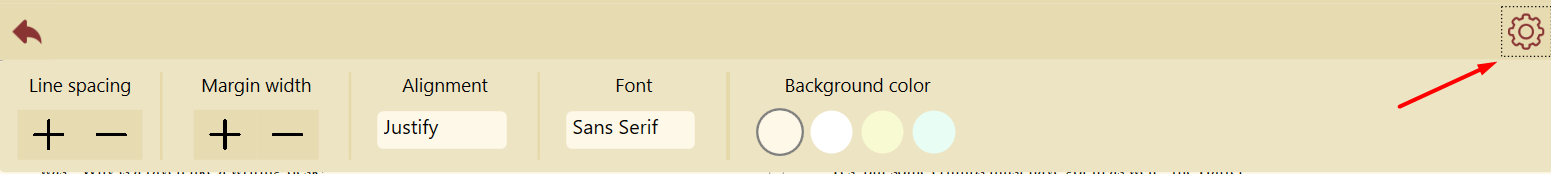 Line spacing
Margin width
Alignment
Font
Background color
Justify
Sans Serif